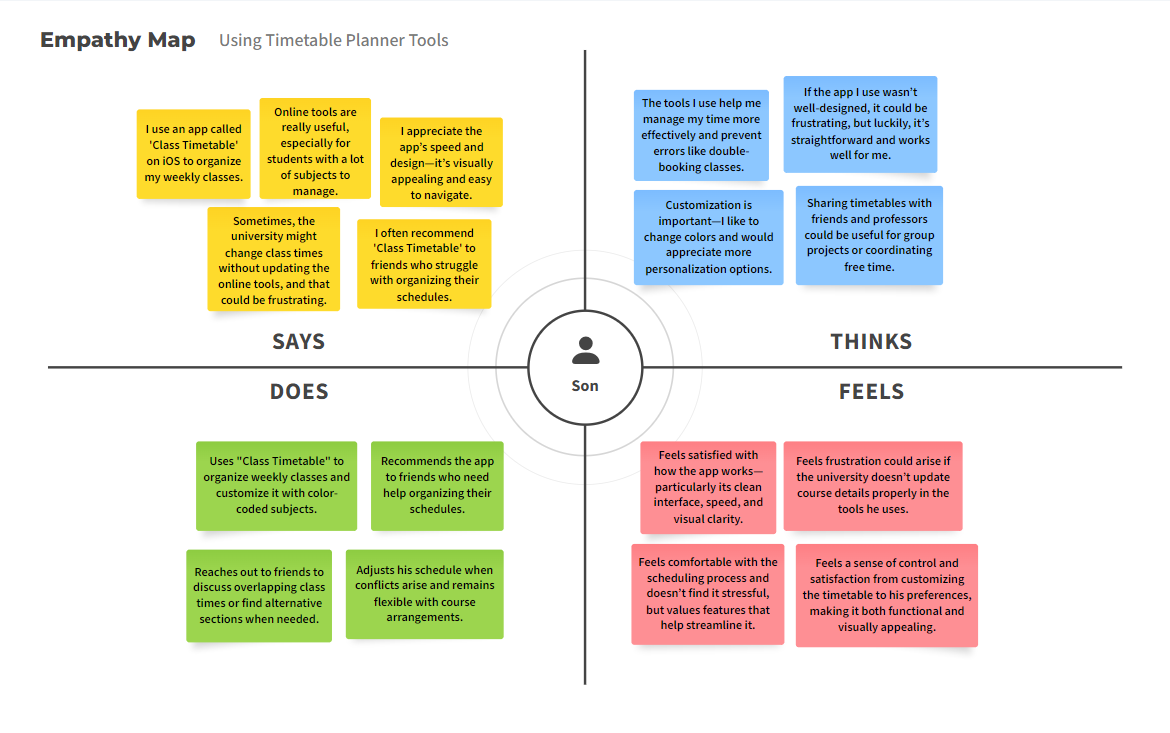 Empathy Map Using Timetable Planner Tools
I use an app called
'Class Timetable'
on iOS to organize
my weekly classes.
Online tools are
really useful,
especially for
students with a lot
of subjects to
manage.
I appreciate the
app's speed and
design—it's visually
appealing and easy
to navigate.
Sometimes, the
university might
change class times
without updating the
online tools, and that
could be frustrating.
I often recommend
'Class Timetable' to
friends who struggle
with organizing their
schedules.
SAYS
The tools I use help me
manage my time more
effectively and prevent
errors like double-
booking classes.
If the app I use wasn't
well-designed, it could be
frustrating, but luckily, it's
straightforward and works
well for me.
Customization is
important—I like to
change colors and would
appreciate more
personalization options.
Sharing timetables with
friends and professors
could be useful for group
projects or coordinating
free time.
THINKS
Son
DOES
Uses "Class Timetable" to
organize weekly classes and
customize it with color-
coded subjects.
Recommends the app
to friends who need
help organizing their
schedules.
Reaches out to friends to
discuss overlapping class
times or find alternative
sections when needed.
Adjusts his schedule when
conflicts arise and remains
flexible with course
arrangements.
FEELS
Feels satisfied with
how the app works—
particularly its clean
interface, speed, and
visual clarity.
Feels frustration could arise if
the university doesn't update
course details properly in the
tools he uses.
Feels comfortable with the
scheduling process and
doesn't find it stressful,
but values features that
help streamline it.
Feels a sense of control and
satisfaction from customizing
the timetable to his preferences,
making it both functional and
visually appealing.